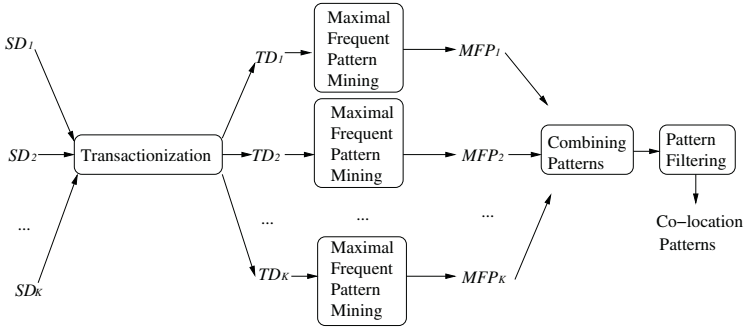 SD1
TD1
Maximal
Frequent
Pattern
Mining
MFP1
SD2
Transactionization
TD2
Maximal
Frequent
Pattern
Mining
MFP2
Combining
Patterns
Pattern
Filtering
...
...
...
...
Co−location
Patterns
SDK
TDK
Maximal
Frequent
Pattern
Mining
MFPK